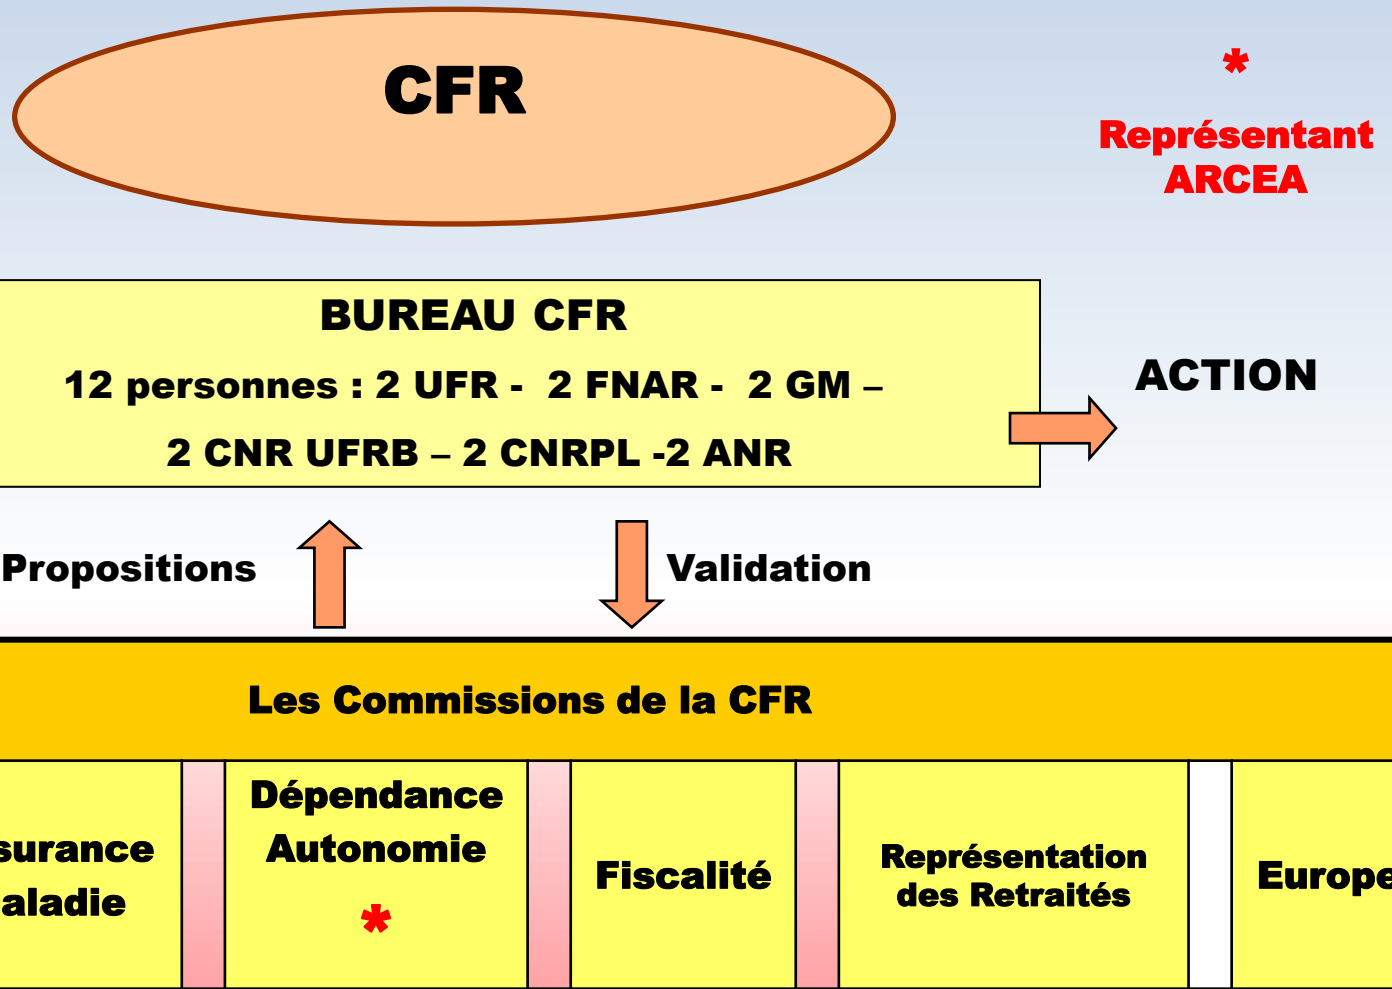 CFR
*
Représentant
ARCEA
BUREAU CFR
12 personnes : 2 UFR - 2 FNAR - 2 GM –
2 CNR UFRB – 2 CNRPL -2 ANR
ACTION
Propositions
Validation
Les Commissions de la CFR
surance
aladie
Dépendance
Autonomie
*
Fiscalité
Représentation
des Retraités
Europe